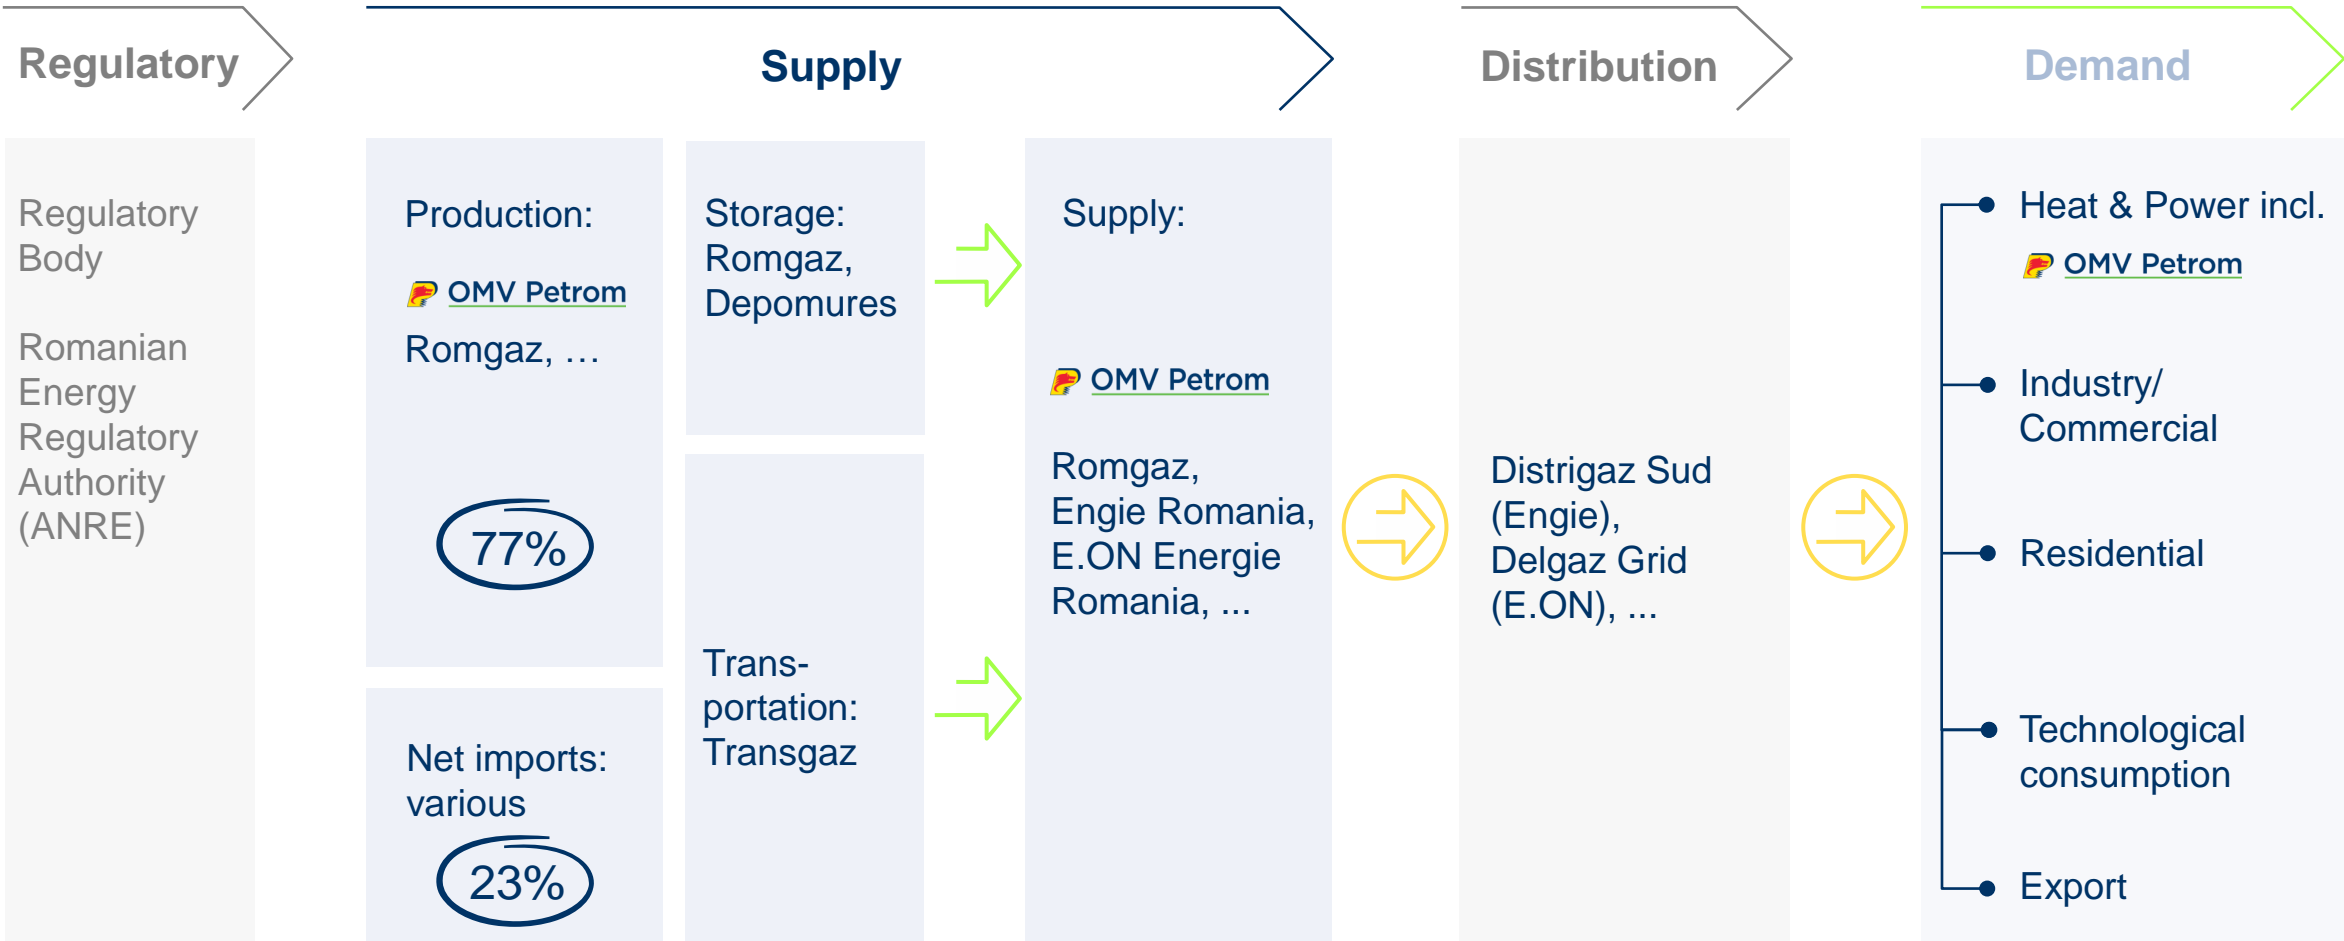 Regulatory
Supply
Distribution
Demand
Regulatory
Body
Romanian
Energy
Regulatory
Authority
(ANRE)
Production:
OMV Petrom
Romgaz, …
77%
Net imports:
various
23%
Storage:
Romgaz,
Depomures
Trans-
portation:
Transgaz
Supply:
OMV Petrom
Romgaz,
Engie Romania,
E.ON Energie
Romania, ...
Distrigaz Sud
(Engie),
Delgaz Grid
(E.ON), ...
Heat & Power incl.
OMV Petrom
Industry/
Commercial
Residential
Technological
consumption
Export